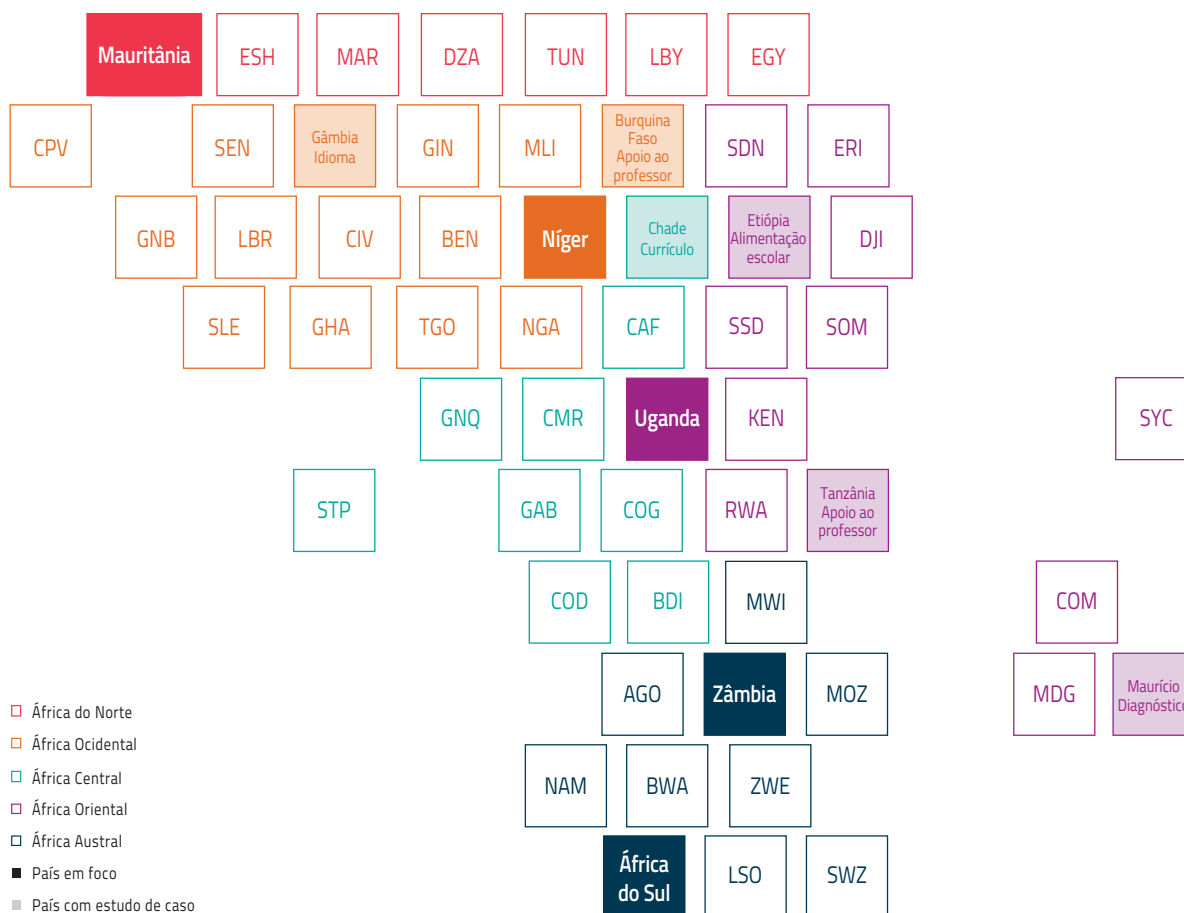 Mauritânia
ESH
MAR
DZA
TUN
LBY
EGY
CPV
SEN
Gâmbia
Idioma
GIN
MLI
Burquina
Faso
Apoio ao
professor
SDN
ERI
GNB
LBR
CIV
BEN
Níger
Chade
Currículo
Etiópia
Alimentação
escolar
DJI
SLE
GHA
TGO
NGA
CAF
SSD
SOM
GNQ
CMR
Uganda
KEN
SYC
STP
GAB
COG
RWA
Tanzânia
Apoio ao
professor
COD
BDI
MWI
COM
AGO
Zâmbia
MOZ
MDG
Maurício
Diagnóstico
NAM
BWA
ZWE
África
do Sul
LSO
SWZ
África do Norte
África Ocidental
África Central
África Oriental
África Austral
País em foco
País com estudo de caso